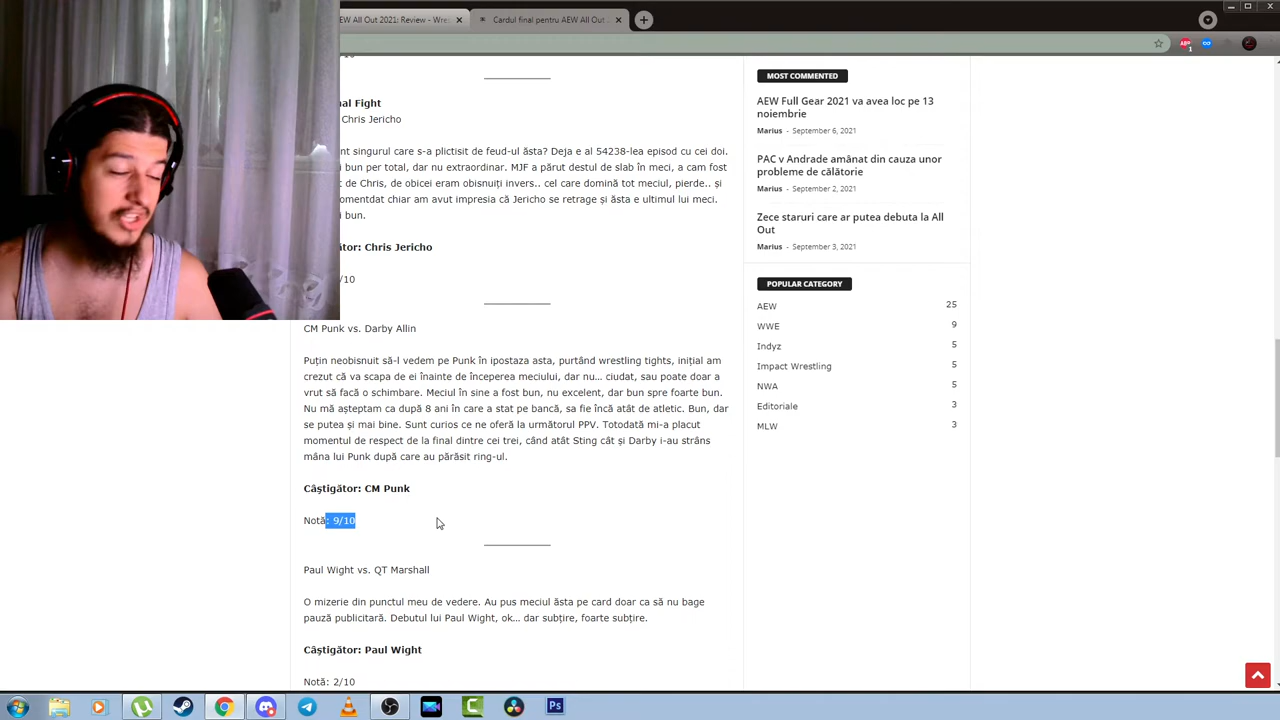 AEW All Out 2021: Review - Wres
Cardul final pentru AEW All Out 2
al Fight
Chris Jericho
nt singurul care s-a plictisit de feud-ul ăsta? Deja e al 54238-lea episod cu cei doi.
i bun per total, dar nu extraordinar. MJF a părut destul de slab în meci, a cam fost
t de Chris, de obicei eram obisnuiți invers.. cel care domină tot meciul, pierde.. și
omentdat chiar am avut impresia că Jericho se retrage și ăsta e ultimul lui meci.
i bun.
ător: Chris Jericho
/10
CM Punk vs. Darby Allin
Puțin neobisnuit să-l vedem pe Punk în ipostaza asta, purtând wrestling tights, inițial am
crezut că va scapa de ei înainte de începerea meciului, dar nu... ciudat, sau poate doar a
vrut să facă o schimbare. Meciul în sine a fost bun, nu excelent, dar bun spre foarte bun.
Nu mă așteptam ca după 8 ani în care a stat pe bancă, sa fie încă atât de atletic. Bun, dar
se putea și mai bine. Sunt curios ce ne oferă la următorul PPV. Totodată mi-a placut
momentul de respect de la final dintre cei trei, când atât Sting cât și Darby i-au strâns
mâna lui Punk după care au părăsit ring-ul.
Câștigător: CM Punk
Notă: 9/10
Paul Wight vs. QT Marshall
O mizerie din punctul meu de vedere. Au pus meciul ăsta pe card doar ca să nu bage
pauză publicitară. Debutul lui Paul Wight, ok... dar subțire, foarte subțire.
Câștigător: Paul Wight
Notă: 2/10
MOST COMMENTED
AEW Full Gear 2021 va avea loc pe 13
noiembrie
Marius - September 6, 2021
PAC v Andrade amânat din cauza unor
probleme de călătorie
Marius - September 2, 2021
Zece staruri care ar putea debuta la All
Out
Marius - September 3, 2021
POPULAR CATEGORY
AEW 25
WWE 9
Indyz 5
Impact Wrestling 5
NWA 5
Editoriale 3
MLW 3